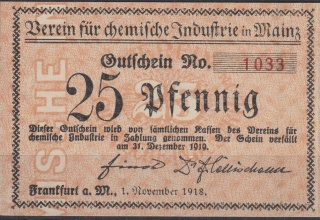 Verein für chemische Industrie in Mainz
Gutschein No. 1033
25 Pfennig
Dieser Gutschein wird von sämtlichen Kassen des Vereins für
chemische Industrie in Zahlung genommen. Der Schein verfällt
am 31. Dezember 1919.
Frankfurt a. M., 1. November 1918.